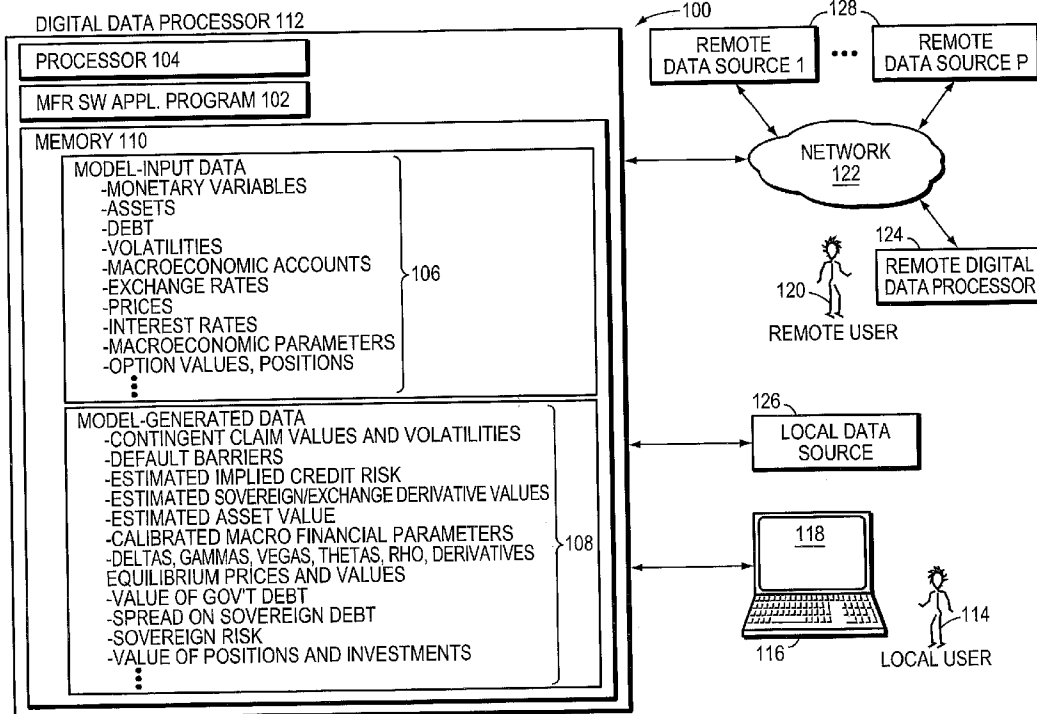 DIGITAL DATA PROCESSOR 112
PROCESSOR 104
MFR SW APPL. PROGRAM 102
MEMORY 110
MODEL-INPUT DATA
-MONETARY VARIABLES
-ASSETS
-DEBT
-VOLATILITIES
-MACROECONOMIC ACCOUNTS
-EXCHANGE RATES
-PRICES
-INTEREST RATES
-MACROECONOMIC PARAMETERS
-OPTION VALUES, POSITIONS
106
MODEL-GENERATED DATA
-CONTINGENT CLAIM VALUES AND VOLATILITIES
-DEFAULT BARRIERS
-ESTIMATED IMPLIED CREDIT RISK
-ESTIMATED SOVEREIGN/EXCHANGE DERIVATIVE VALUES
-ESTIMATED ASSET VALUE
-CALIBRATED MACRO FINANCIAL PARAMETERS
-DELTAS, GAMMAS, VEGAS, THETAS, RHO, DERIVATIVES
EQUILIBRIUM PRICES AND VALUES
-VALUE OF GOV'T DEBT
-SPREAD ON SOVEREIGN DEBT
-SOVEREIGN RISK
-VALUE OF POSITIONS AND INVESTMENTS
108
100
128
REMOTE
DATA SOURCE 1
REMOTE
DATA SOURCE P
NETWORK
122
124
REMOTE DIGITAL
DATA PROCESSOR
120
REMOTE USER
126
LOCAL DATA
SOURCE
118
116
114
LOCAL USER